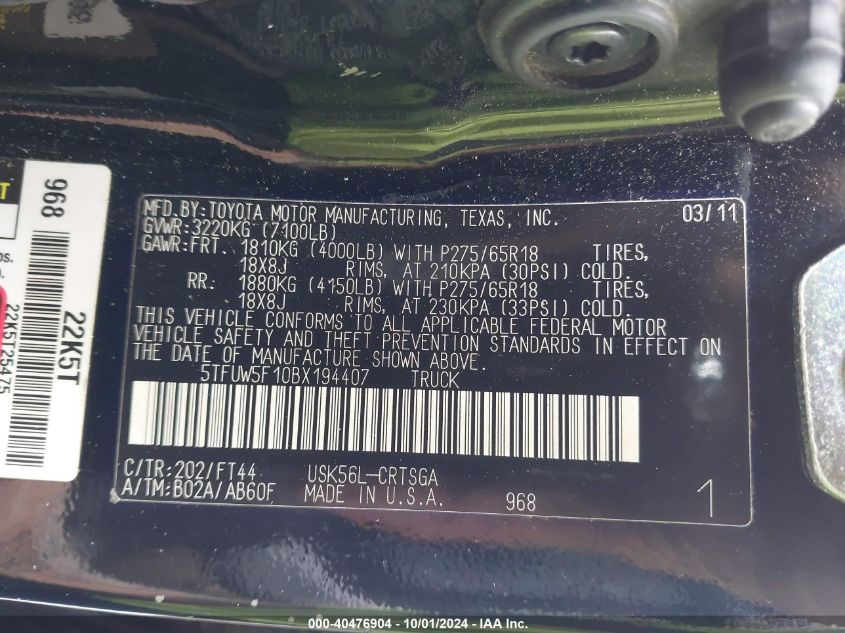 968
22K5T
22K5T25475
MFD.BY:TOYOTA MOTOR MANUFACTURING, TEXAS, INC. 03/11
GVWR:3220KG (7100LB)
GAWR:FRT. 1810KG (4000LB) WITH P275/65R18 TIRES,
18X8J RIMS, AT 210KPA (30PSI) COLD.
RR: 1880KG (4150LB) WITH P275/65R18 TIRES,
18X8J RIMS, AT 230KPA (33PSI) COLD.
THIS VEHICLE CONFORMS TO ALL APPLICABLE FEDERAL MOTOR
VEHICLE SAFETY AND THEFT PREVENTION STANDARDS IN EFFECT ON
THE DATE OF MANUFACTURE SHOWN ABOVE.
5TFUW5F10BX194407 TRUCK
C/TR:202/FT44 USK56L-CRTSGA
A/TM:B02A/AB60F MADE IN U.S.A. 968 1
000-40476904 - 10/01/2024 - IAA Inc.